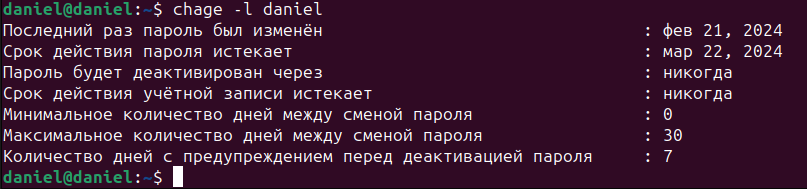 daniel@daniel:~$ chage -l daniel
Последний раз пароль был изменён : фев 21, 2024
Срок действия пароля истекает : мар 22, 2024
Пароль будет деактивирован через : никогда
Срок действия учётной записи истекает : никогда
Минимальное количество дней между сменой пароля : 0
Максимальное количество дней между сменой пароля : 30
Количество дней с предупреждением перед деактивацией пароля : 7
daniel@daniel:~$